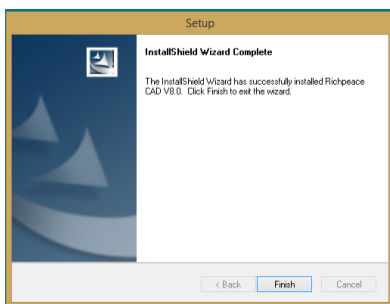 Setup
InstallShield Wizard Complete
The InstallShield Wizard has successfully installed Richpeace
CAD V8.0. Click Finish to exit the wizard.
< Back Finish Cancel